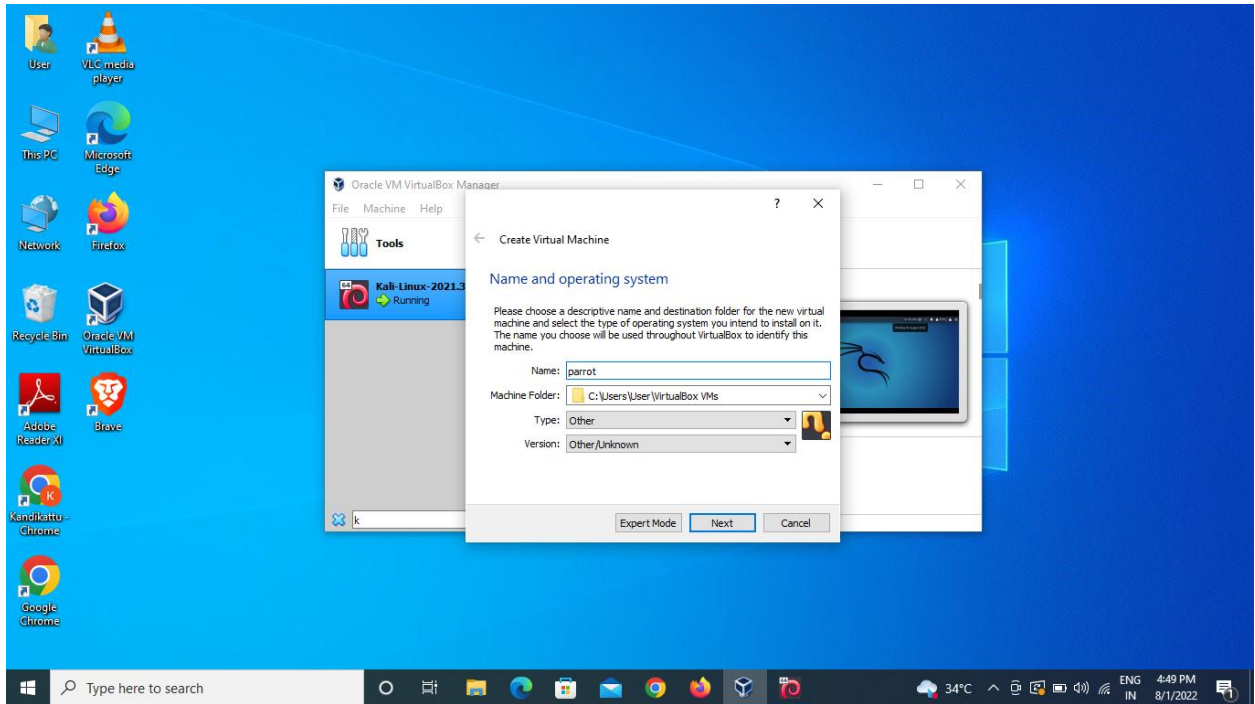 User
VLC media
player
This PC
Microsoft
Edge
Network
Firefox
Recycle Bin
Oracle VM
VirtualBox
Adobe
Reader XI
Brave
Kandikattu -
Chrome
Google
Chrome
Oracle VM VirtualBox Manager
File Machine Help
Tools
64
Kali-Linux-2021.3
Running
k
?
Create Virtual Machine
Name and operating system
Please choose a descriptive name and destination folder for the new virtual
machine and select the type of operating system you intend to install on it.
The name you choose will be used throughout VirtualBox to identify this
machine.
Name: parrot
Machine Folder: C:\Users\User\VirtualBox VMs
Type: Other
Version: Other/Unknown
Expert Mode Next Cancel
Type here to search
34°C
ENG
IN
4:49 PM
8/1/2022
1